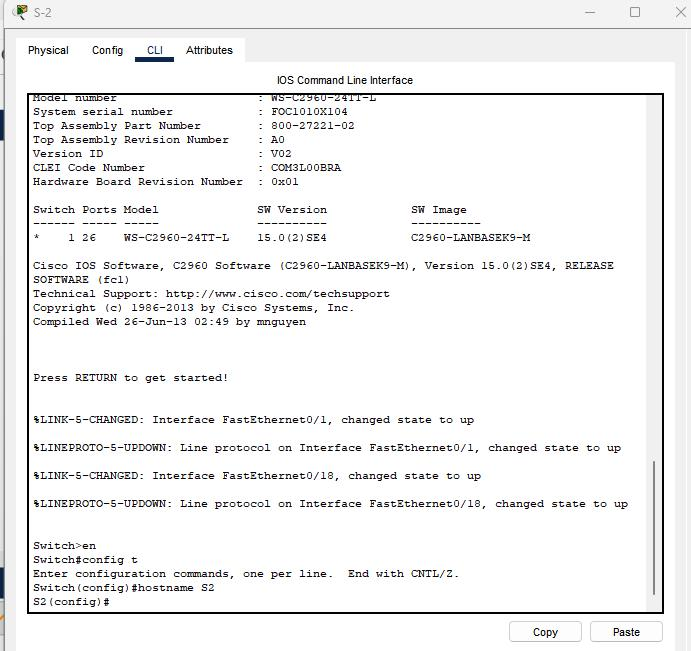 S-2
Physical Config CLI Attributes
IOS Command Line Interface
Model number                    : WS-C2960-24TT-L
System serial number            : FOC1010X104
Top Assembly Part Number        : 800-27221-02
Top Assembly Revision Number    : A0
Version ID                      : V02
CLEI Code Number                : COM3L00BRA
Hardware Board Revision Number  : 0x01
Switch Ports Model              SW Version            SW Image
------ ----- -----              ----------            ----------
*    1 26    WS-C2960-24TT-L    15.0(2)SE4            C2960-LANBASEK9-M
Cisco IOS Software, C2960 Software (C2960-LANBASEK9-M), Version 15.0(2)SE4, RELEASE
SOFTWARE (fc1)
Technical Support: http://www.cisco.com/techsupport
Copyright (c) 1986-2013 by Cisco Systems, Inc.
Compiled Wed 26-Jun-13 02:49 by mnguyen
Press RETURN to get started!
%LINK-5-CHANGED: Interface FastEthernet0/1, changed state to up
%LINEPROTO-5-UPDOWN: Line protocol on Interface FastEthernet0/1, changed state to up
%LINK-5-CHANGED: Interface FastEthernet0/18, changed state to up
%LINEPROTO-5-UPDOWN: Line protocol on Interface FastEthernet0/18, changed state to up
Switch>en
Switch#config t
Enter configuration commands, one per line.  End with CNTL/Z.
Switch(config)#hostname S2
S2(config)#
Copy Paste